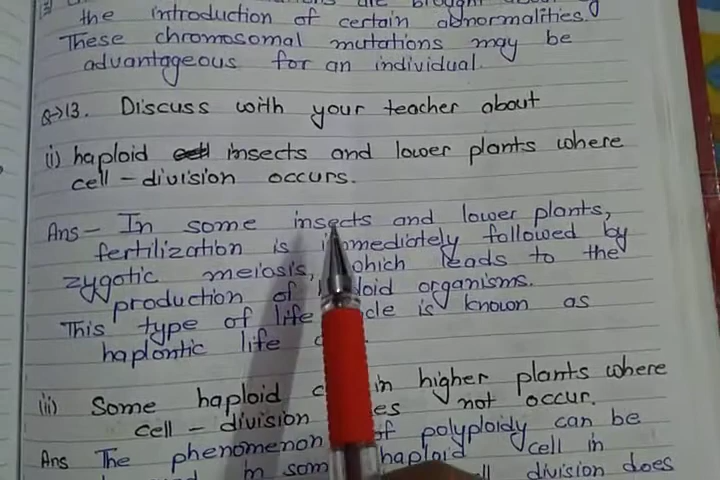 the introduction of certain abnormalities.
These chromosomal mutations may be
advantageous for an individual.
Q→13. Discuss with your teacher about
(i) haploid insects and lower plants where
cell-division occurs.
Ans- In some insects and lower plants,
fertilization is immediately followed by
zygotic meiosis, which leads to the
production of organisms.
This type of life is known as
haplontic life
(ii) Some haploid in higher plants where
cell-division not occur.
Ans The phenomenon of polyploidy can be
haploid cell in
division does